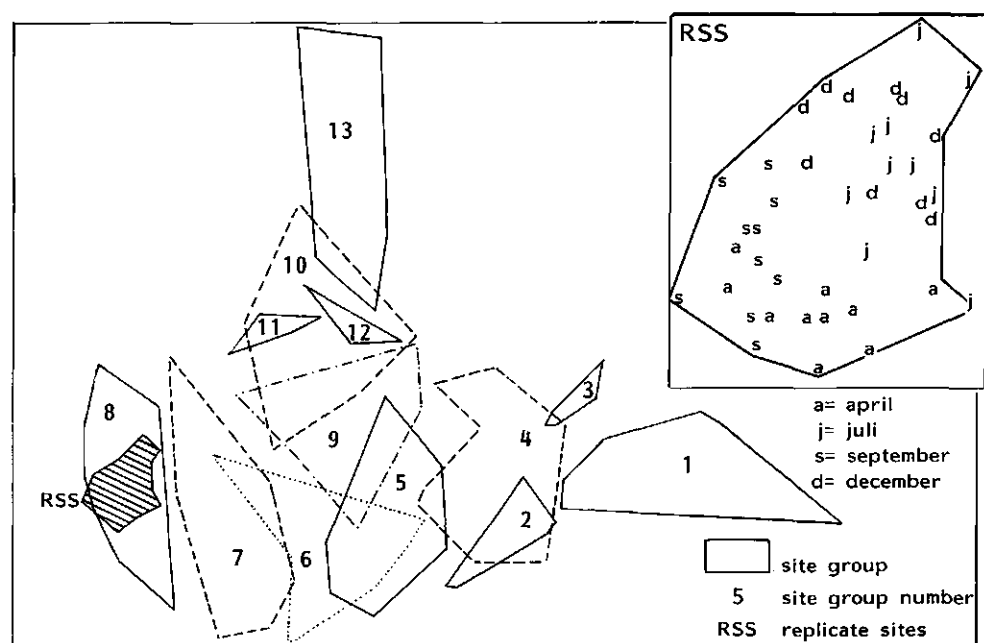 RSS
j
j
d
d
d
d
d
d
j j
s d j j
s
s j d j
d
d
ss
a
s
j
s
a
a
a
s
j
s a a a a
s
a
a
13
10
11
12
8
9
4
3
1
5
2
RSS
7
6
a= april
j= juli
s= september
d= december
site group
5 site group number
RSS replicate sites